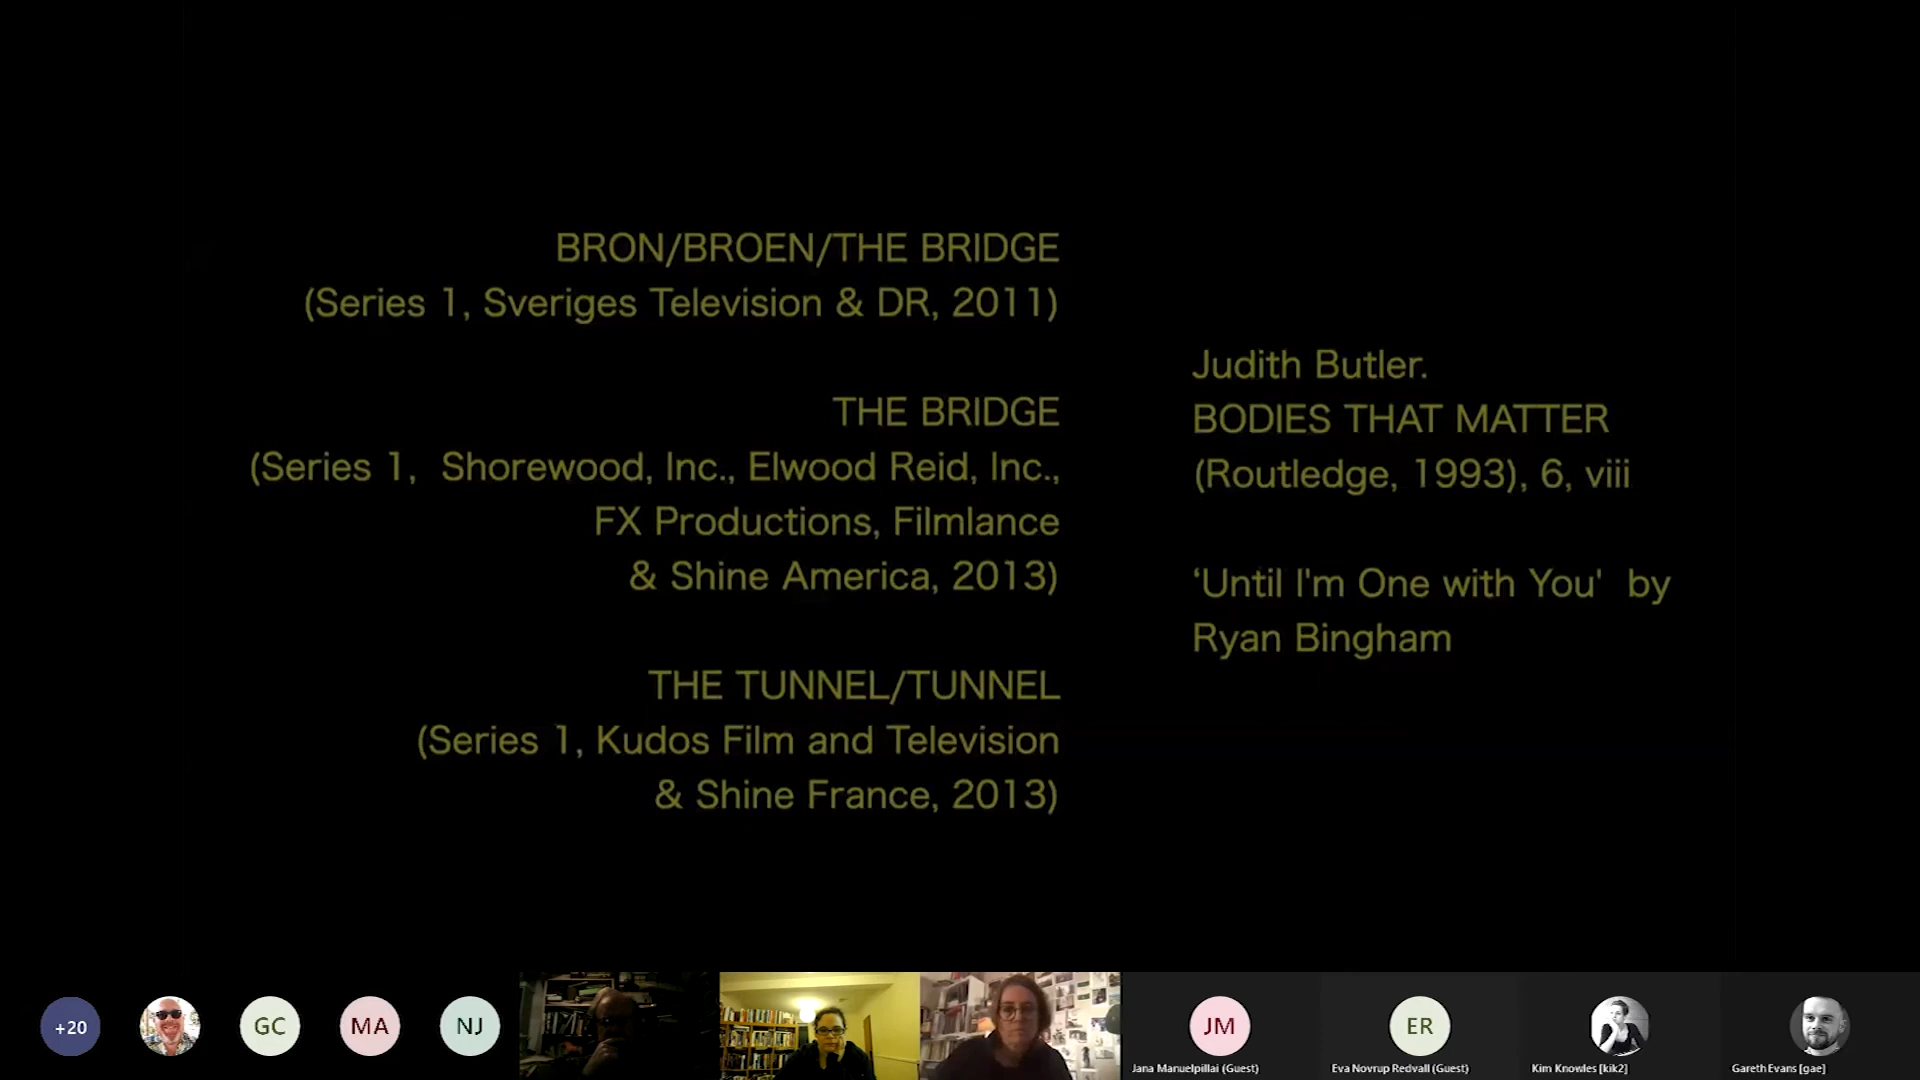 BRON/BROEN/THE BRIDGE
(Series 1, Sveriges Television & DR, 2011)
THE BRIDGE
(Series 1,  Shorewood, Inc., Elwood Reid, Inc.,
FX Productions, Filmlance
& Shine America, 2013)
THE TUNNEL/TUNNEL
(Series 1, Kudos Film and Television
& Shine France, 2013)
Judith Butler.
BODIES THAT MATTER
(Routledge, 1993), 6, viii
‘Until I'm One with You'  by
Ryan Bingham
+20
GC
MA
NJ
JM
Jana Manuelpillai (Guest)
ER
Eva Novrup Redvall (Guest)
Kim Knowles [kik2]
Gareth Evans [gae]